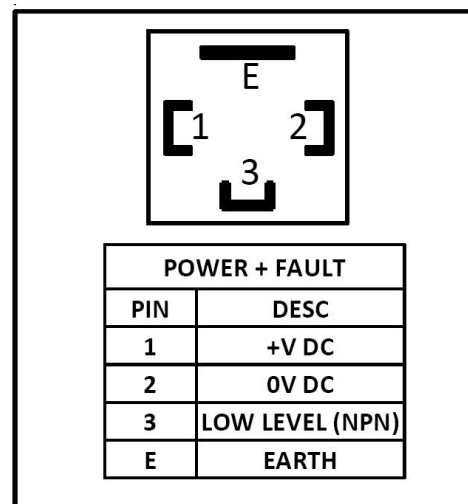 E
1 2
3
POWER + FAULT
PIN DESC
1 +V DC
2 0V DC
3 LOW LEVEL (NPN)
E EARTH